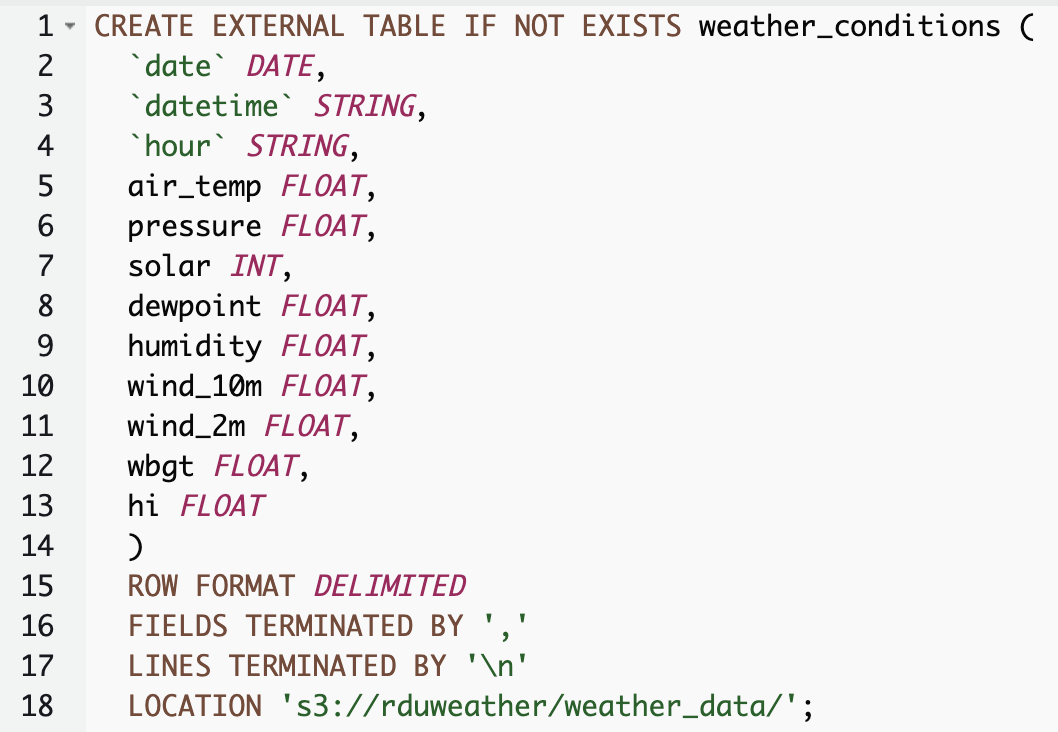 1 CREATE EXTERNAL TABLE IF NOT EXISTS weather_conditions (
2 `date` DATE,
3 `datetime` STRING,
4 `hour` STRING,
5 air_temp FLOAT,
6 pressure FLOAT,
7 solar INT,
8 dewpoint FLOAT,
9 humidity FLOAT,
10 wind_10m FLOAT,
11 wind_2m FLOAT,
12 wbgt FLOAT,
13 hi FLOAT
14 )
15 ROW FORMAT DELIMITED
16 FIELDS TERMINATED BY ','
17 LINES TERMINATED BY '\n'
18 LOCATION 's3://rduweather/weather_data/';